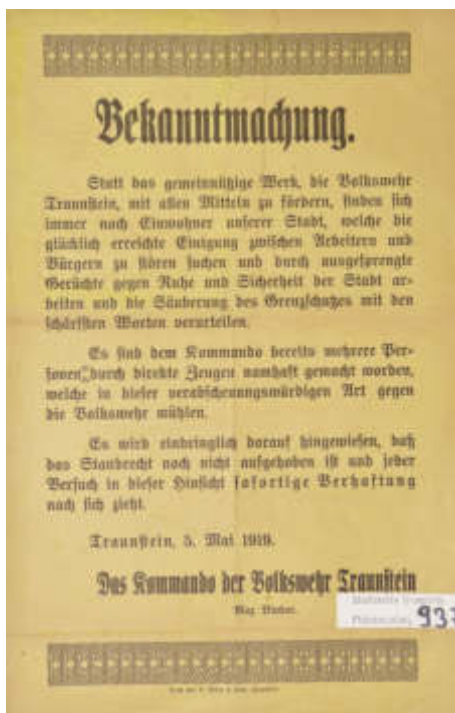 Bekanntmachung.
Statt das gemeinnützige Werk, die Volkswehr
Traunstein, mit allen Mitteln zu fördern, finden sich
immer noch Einwohner unserer Stadt, welche die
glücklich erreichte Einigung zwischen Arbeitern und
Bürgern zu stören suchen und durch ausgesprengte
Gerüchte gegen Ruhe und Sicherheit der Stadt ar-
beiten und die Säuberung des Grenzschutzes mit den
schärfsten Worten verurteilen.
Es sind dem Kommando bereits mehrere Per-
sonen durch direkte Zeugen namhaft gemacht worden,
welche in dieser verabscheuungswürdigen Art gegen
die Volkswehr wühlen.
Es wird eindringlich darauf hingewiesen, daß
das Standrecht noch nicht aufgehoben ist und jeder
Versuch in dieser Hinsicht sofortige Verhaftung
nach sich zieht.
Traunstein, 5. Mai 1919.
Das Kommando der Volkswehr Traunstein
937